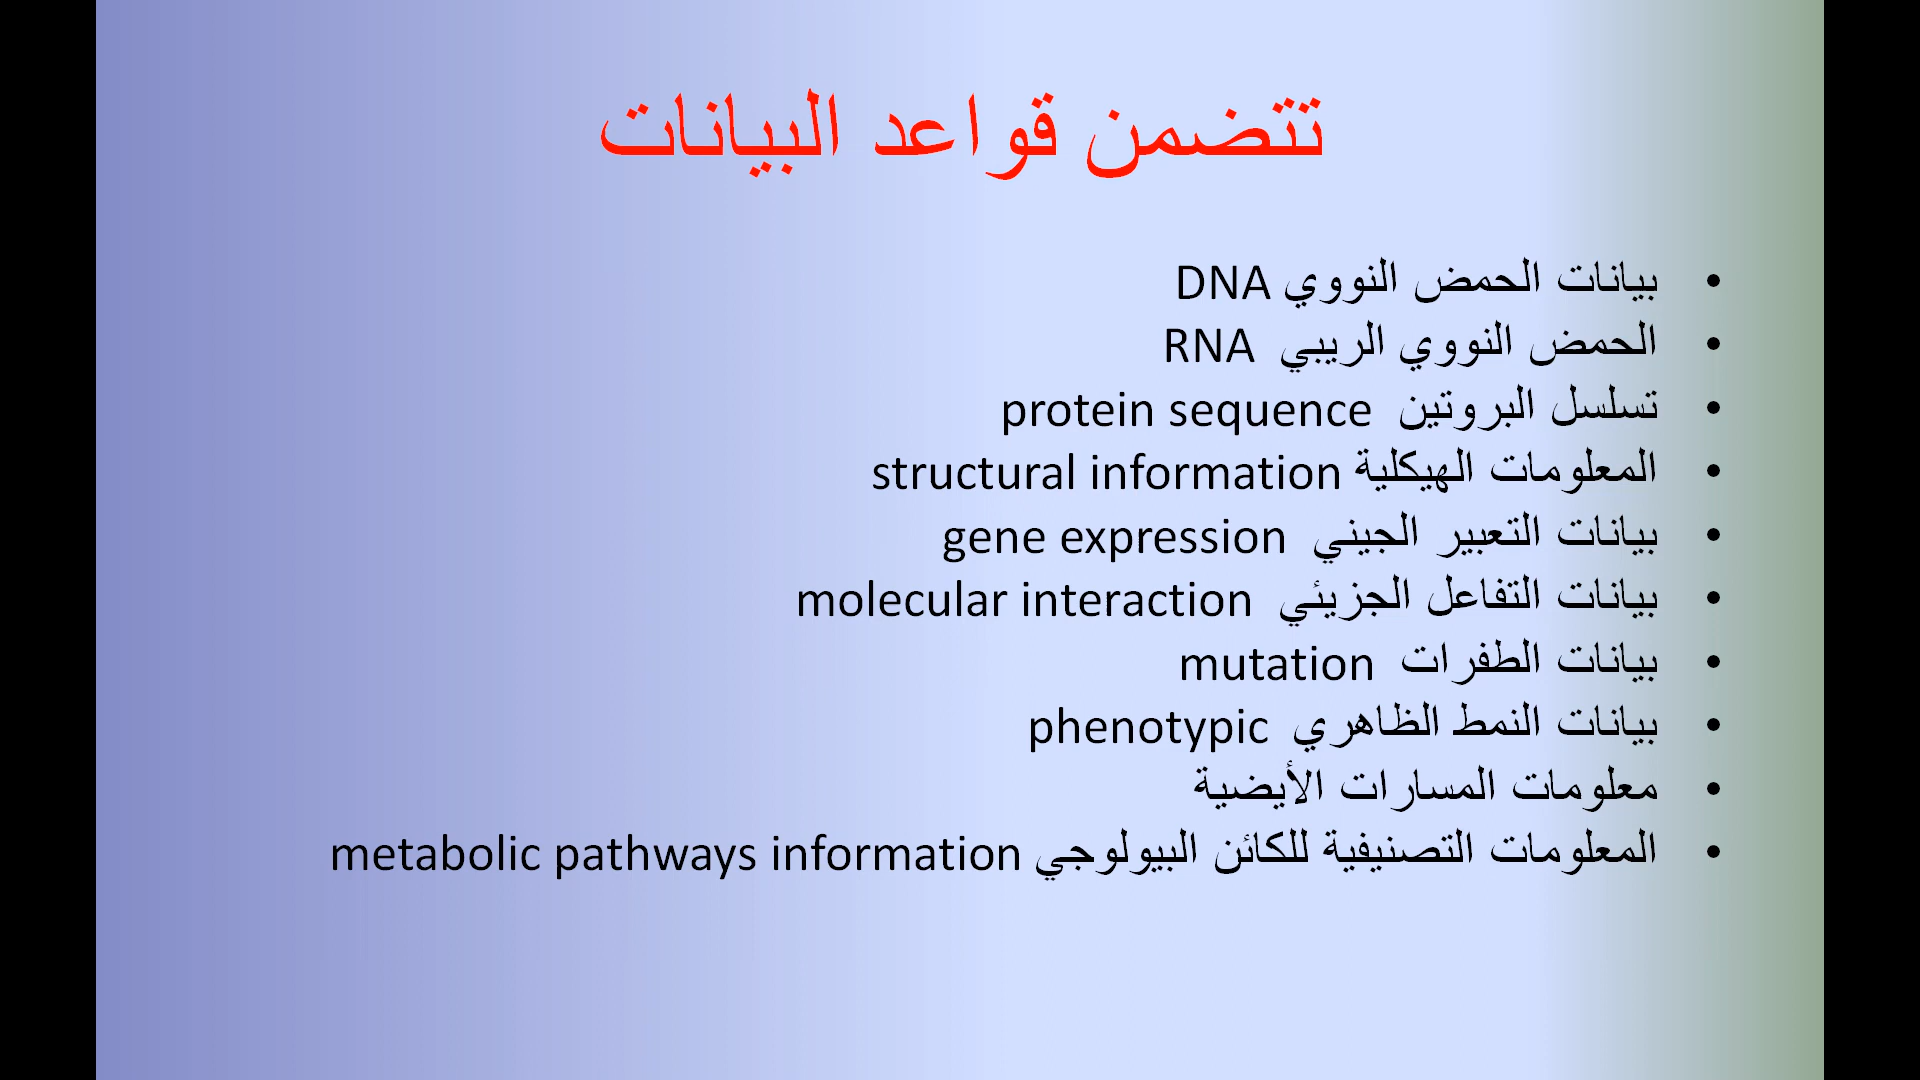 تتضمن قواعد البيانات
• بيانات الحمض النووي DNA
• الحمض النووي الريبي RNA
• تسلسل البروتين protein sequence
• المعلومات الهيكلية structural information
• بيانات التعبير الجيني gene expression
• بيانات التفاعل الجزيئي molecular interaction
• بيانات الطفرات mutation
• بيانات النمط الظاهري phenotypic
• معلومات المسارات الأيضية
• المعلومات التصنيفية للكائن البيولوجي metabolic pathways information